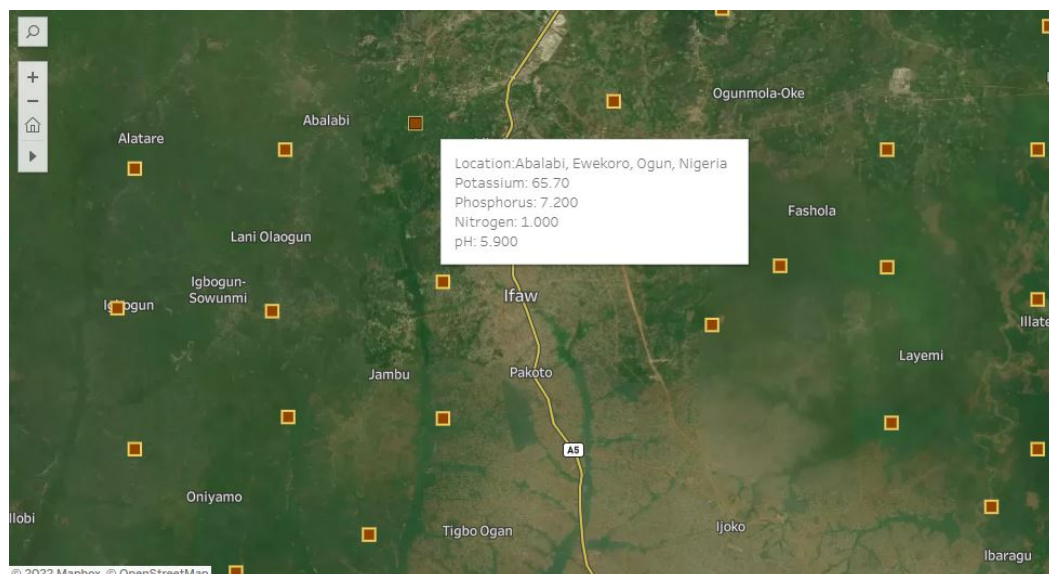 Ogunmola-Oke
Abalabi
Alatare
Location:Abalabi, Ewekoro, Ogun, Nigeria
Potassium: 65.70
Phosphorus: 7.200
Nitrogen: 1.000
pH: 5.900
Fashola
Lani Olaogun
Igbogun-
Sowunmi
Ifaw
Layemi
Jambu
Pakoto
A5
Oniyamo
Tigbo Ogan
Ijoko
Ibaragu
© 2022 Mapbox © OpenStreetMap